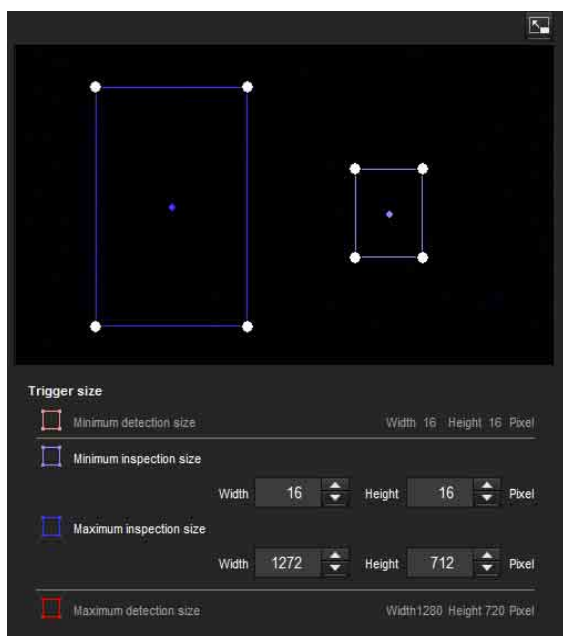 Trigger size
Minimum detection size Width 16 Height 16 Pixel
Minimum inspection size
Width 16 Height 16 Pixel
Maximum inspection size
Width 1272 Height 712 Pixel
Maximum detection size Width1280 Height 720 Pixel